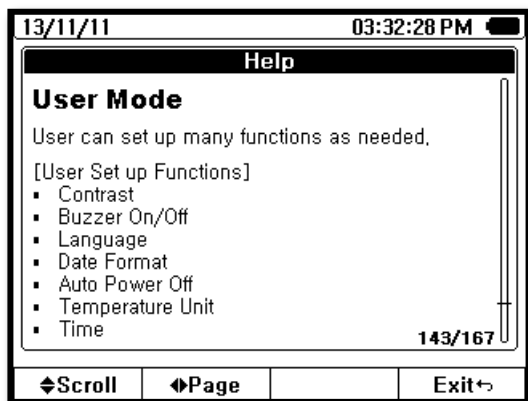 13/11/11 03:32:28 PM
Help
User Mode
User can set up many functions as needed.
[User Set up Functions]
▪ Contrast
▪ Buzzer On/Off
▪ Language
▪ Date Format
▪ Auto Power Off
▪ Temperature Unit
▪ Time
143/167
Scroll Page Exit